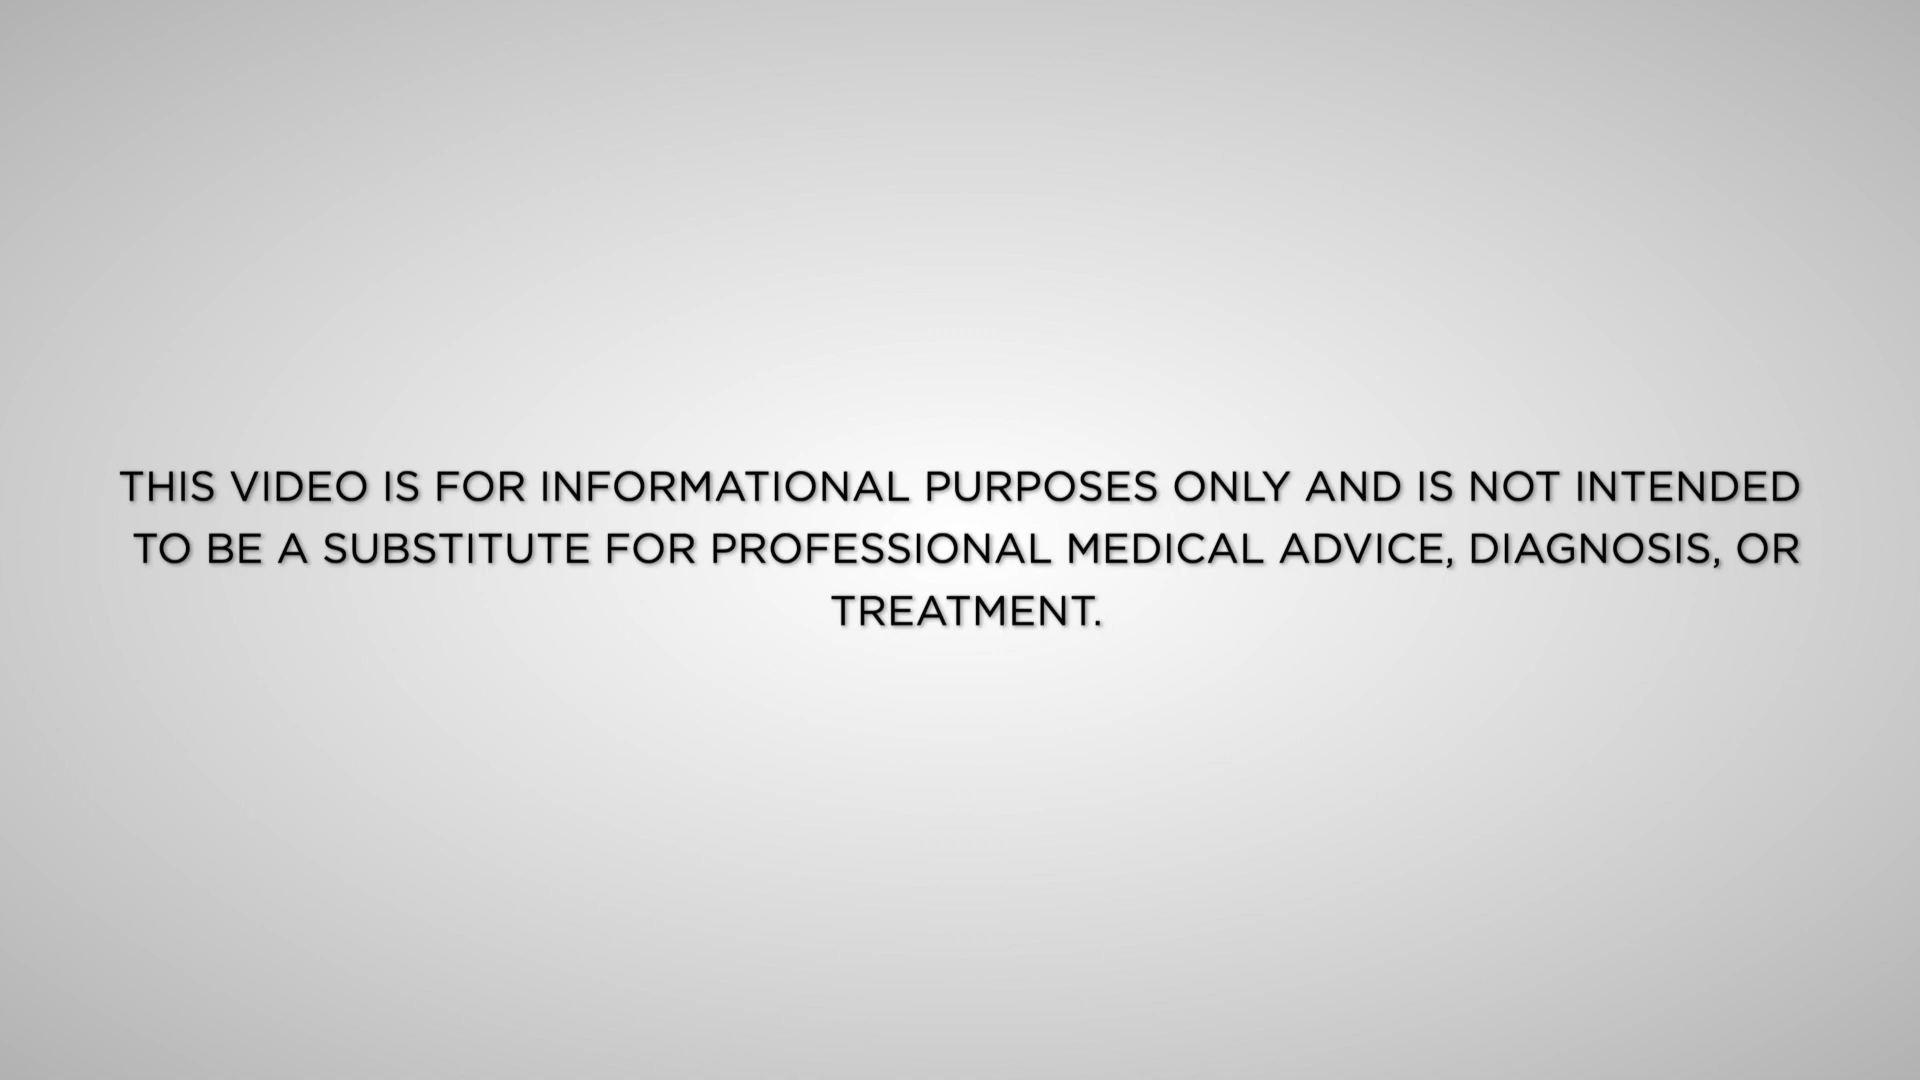 THIS VIDEO IS FOR INFORMATIONAL PURPOSES ONLY AND IS NOT INTENDED
TO BE A SUBSTITUTE FOR PROFESSIONAL MEDICAL ADVICE, DIAGNOSIS, OR
TREATMENT.